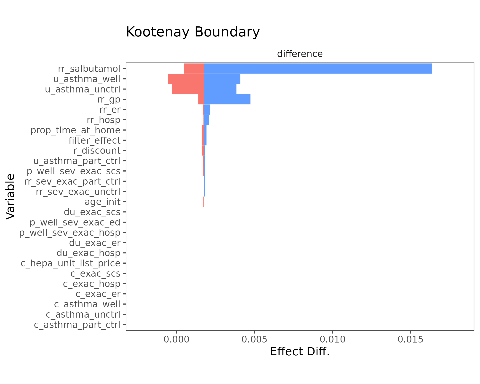 Kootenay Boundary
difference
rr_salbutamol
u_asthma_well
u_asthma_unctrl
rr_gp
rr_er
rr_hosp
prop_time_at_home
filter_effect
r_discount
u_asthma_part_ctrl
p_well_sev_exac_scs
rr_sev_exac_part_ctrl
rr_sev_exac_unctrl
age_init
du_exac_scs
p_well_sev_exac_ed
p_well_sev_exac_hosp
du_exac_er
du_exac_hosp
c_hepa_unit_list_price
c_exac_scs
c_exac_hosp
c_exac_er
c_asthma_well
c_asthma_unctrl
c_asthma_part_ctrl
Variable
0.000 0.005 0.010 0.015
Effect Diff.